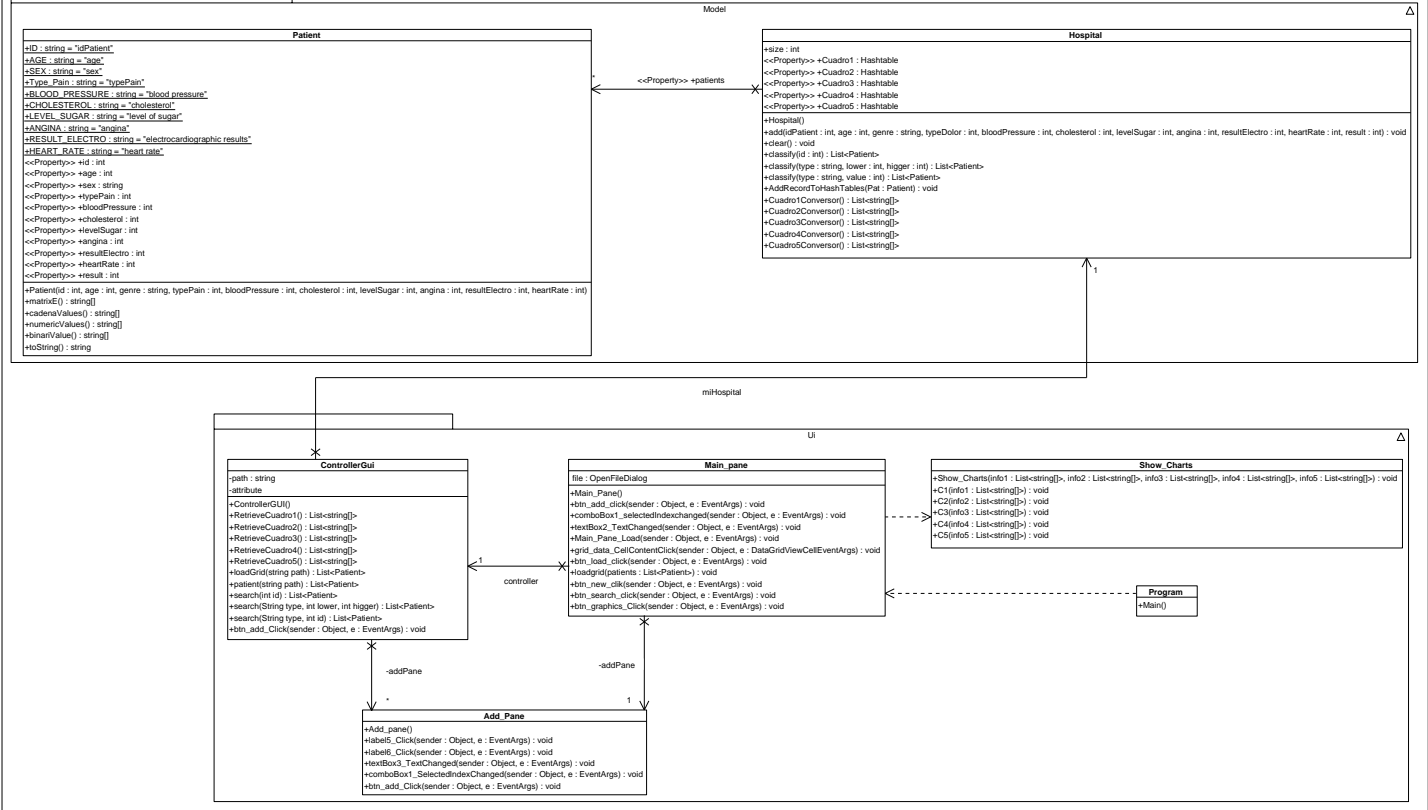 Model
Patient
+ID : string = "idPatient"
+AGE : string = "age"
+SEX : string = "sex"
+Type_Pain : string = "typePain"
+BLOOD_PRESSURE : string = "blood pressure"
+CHOLESTEROL : string = "cholesterol"
+LEVEL_SUGAR : string = "level of sugar"
+ANGINA : string = "angina"
+RESULT_ELECTRO : string = "electrocardiographic results"
+HEART_RATE : string = "heart rate"
<<Property>> +id : int
<<Property>> +age : int
<<Property>> +sex : string
<<Property>> +typePain : int
<<Property>> +bloodPressure : int
<<Property>> +cholesterol : int
<<Property>> +levelSugar : int
<<Property>> +angina : int
<<Property>> +resultElectro : int
<<Property>> +heartRate : int
<<Property>> +result : int
+Patient(id : int, age : int, genre : string, typePain : int, bloodPressure : int, cholesterol : int, levelSugar : int, angina : int, resultElectro : int, heartRate : int)
+matrixE() : string[]
+cadenaValues() : string[]
+numericValues() : string[]
+binariValue() : string[]
+toString() : string
*
<<Property>> +patients
Hospital
+size : int
<<Property>> +Cuadro1 : Hashtable
<<Property>> +Cuadro2 : Hashtable
<<Property>> +Cuadro3 : Hashtable
<<Property>> +Cuadro4 : Hashtable
<<Property>> +Cuadro5 : Hashtable
+Hospital()
+add(idPatient : int, age : int, genre : string, typeDolor : int, bloodPressure : int, cholesterol : int, levelSugar : int, angina : int, resultElectro : int, heartRate : int, result : int) : void
+clear() : void
+classify(id : int) : List<Patient>
+classify(type : string, lower : int, higger : int) : List<Patient>
+classify(type : string, value : int) : List<Patient>
+AddRecordToHashTables(Pat : Patient) : void
+Cuadro1Conversor() : List<string[]>
+Cuadro2Conversor() : List<string[]>
+Cuadro3Conversor() : List<string[]>
+Cuadro4Conversor() : List<string[]>
+Cuadro5Conversor() : List<string[]>
1
miHospital
Ui
ControllerGui
-path : string
-attribute
+ControllerGUI()
+RetrieveCuadro1() : List<string[]>
+RetrieveCuadro2() : List<string[]>
+RetrieveCuadro3() : List<string[]>
+RetrieveCuadro4() : List<string[]>
+RetrieveCuadro5() : List<string[]>
+loadGrid(string path) : List<Patient>
+patient(string path) : List<Patient>
+search(int id) : List<Patient>
+search(String type, int lower, int higger) : List<Patient>
+search(String type, int id) : List<Patient>
+btn_add_Click(sender : Object, e : EventArgs) : void
1
controller
Main_pane
file : OpenFileDialog
+Main_Pane()
+btn_add_click(sender : Object, e : EventArgs) : void
+comboBox1_selectedIndexchanged(sender : Object, e : EventArgs) : void
+textBox2_TextChanged(sender : Object, e : EventArgs) : void
+Main_Pane_Load(sender : Object, e : EventArgs) : void
+grid_data_CellContentClick(sender : Object, e : DataGridViewCellEventArgs) : void
+btn_load_click(sender : Object, e : EventArgs) : void
+loadgrid(patients : List<Patient>) : void
+btn_new_clik(sender : Object, e : EventArgs) : void
+btn_search_click(sender : Object, e : EventArgs) : void
+btn_graphics_Click(sender : Object, e : EventArgs) : void
Show_Charts
+Show_Charts(info1 : List<string[]>, info2 : List<string[]>, info3 : List<string[]>, info4 : List<string[]>, info5 : List<string[]>) : void
+C1(info1 : List<string[]>) : void
+C2(info2 : List<string[]>) : void
+C3(info3 : List<string[]>) : void
+C4(info4 : List<string[]>) : void
+C5(info5 : List<string[]>) : void
Program
+Main()
-addPane
*
-addPane
1
Add_Pane
+Add_pane()
+label5_Click(sender : Object, e : EventArgs) : void
+label6_Click(sender : Object, e : EventArgs) : void
+textBox3_TextChanged(sender : Object, e : EventArgs) : void
+comboBox1_SelectedIndexChanged(sender : Object, e : EventArgs) : void
+btn_add_Click(sender : Object, e : EventArgs) : void